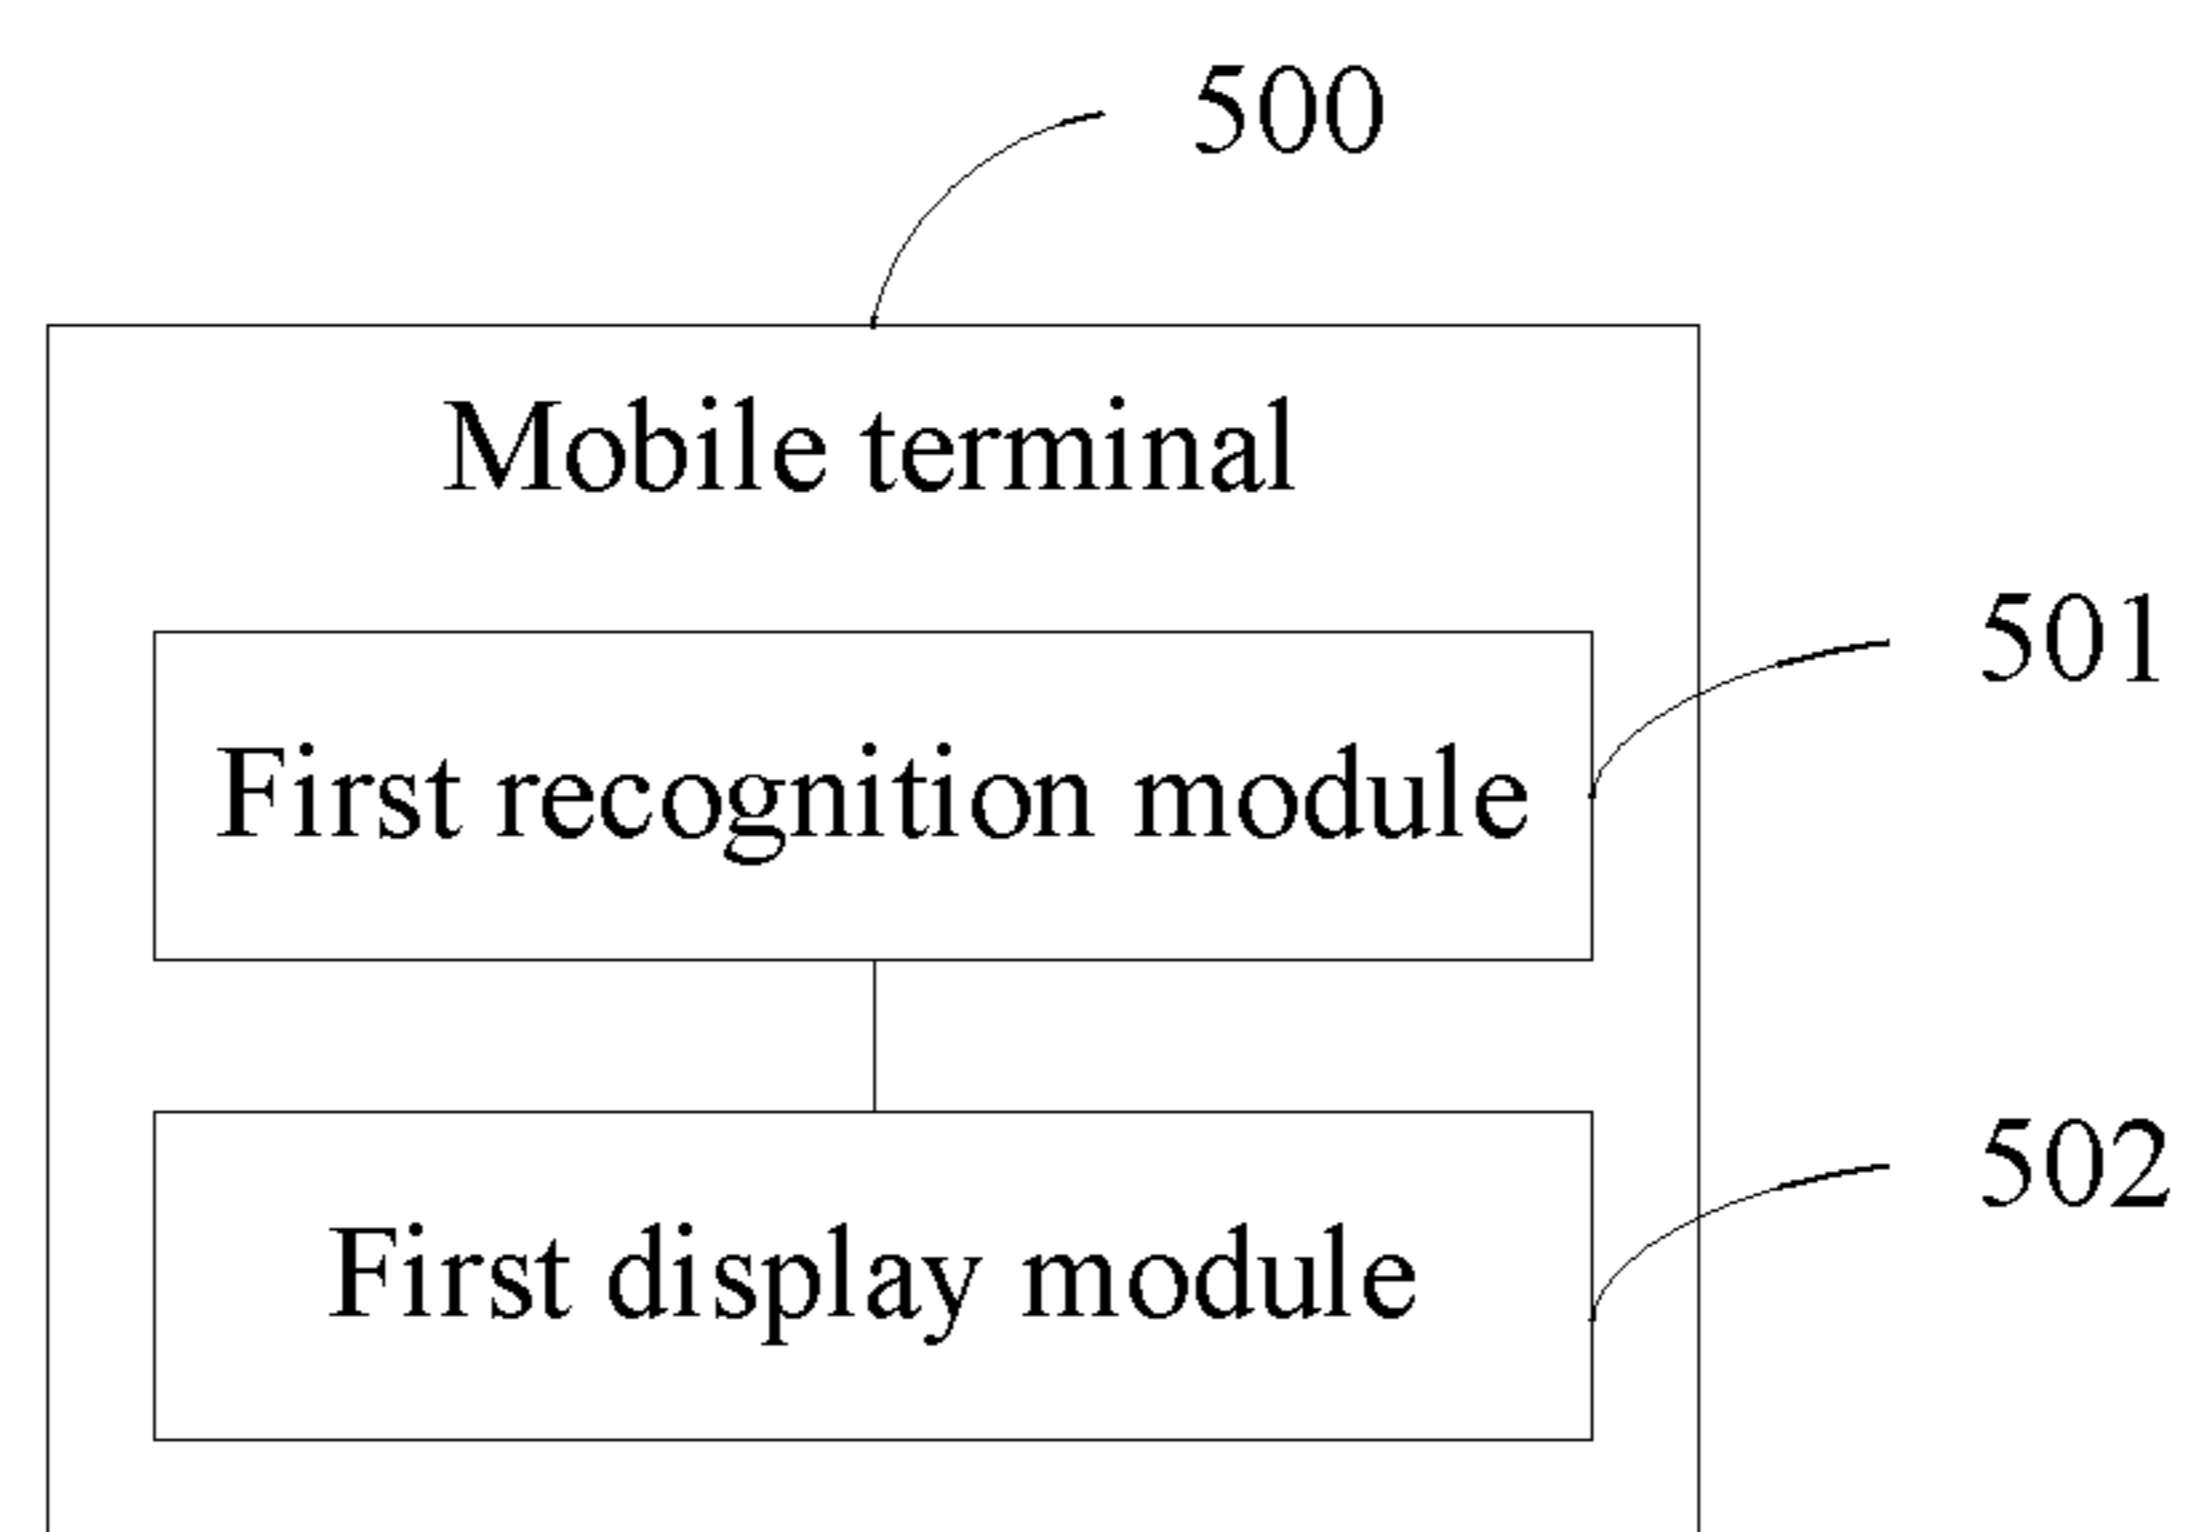 500
Mobile terminal
501
First recognition module
502
First display module